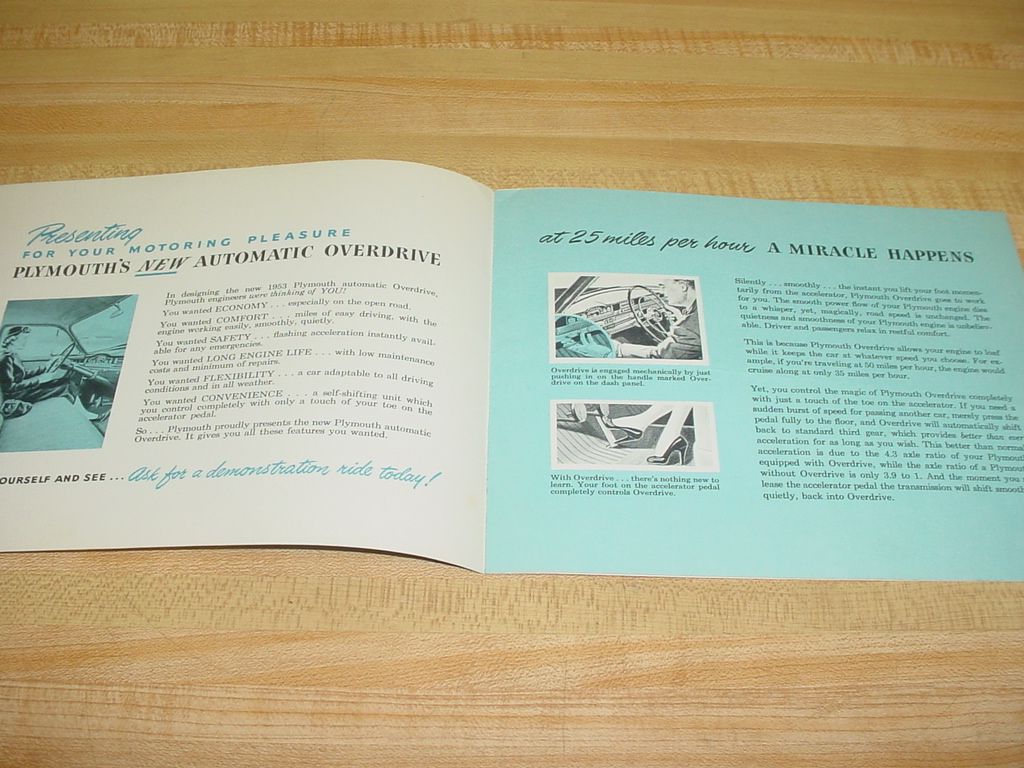 Presenting
FOR YOUR MOTORING PLEASURE
PLYMOUTH'S NEW AUTOMATIC OVERDRIVE
In designing the new 1953 Plymouth automatic Overdrive,
Plymouth engineers were thinking of YOU!
You wanted ECONOMY . . . especially on the open road.
You wanted COMFORT . . . miles of easy driving, with the
engine working easily, smoothly, quietly.
You wanted SAFETY . . . flashing acceleration instantly avail-
able for any emergencies.
You wanted LONG ENGINE LIFE . . . with low maintenance
costs and minimum of repairs.
You wanted FLEXIBILITY . . . a car adaptable to all driving
conditions and in all weather.
You wanted CONVENIENCE . . . a self-shifting unit which
you control completely with only a touch of your toe on the
accelerator pedal.
So . . . Plymouth proudly presents the new Plymouth automatic
Overdrive. It gives you all these features you wanted.
OURSELF AND SEE . . . Ask for a demonstration ride today!
at 25 miles per hour A MIRACLE HAPPENS
Overdrive is engaged mechanically by just
pushing in on the handle marked Over-
drive on the dash panel.
With Overdrive . . . there's nothing new to
learn. Your foot on the accelerator pedal
completely controls Overdrive.
Silently . . . smoothly . . . the instant you lift your foot momen-
tarily from the accelerator, Plymouth Overdrive goes to work
for you. The smooth power flow of your Plymouth engine dies
to a whisper, yet, magically, road speed is unchanged. The
quietness and smoothness of your Plymouth engine is unbeliev-
able. Driver and passengers relax in restful comfort.
This is because Plymouth Overdrive allows your engine to loaf
while it keeps the car at whatever speed you choose. For ex-
ample, if you're traveling at 50 miles per hour, the engine would
cruise along at only 35 miles per hour.
Yet, you control the magic of Plymouth Overdrive completely
with just a touch of the toe on the accelerator. If you need a
sudden burst of speed for passing another car, merely press the
pedal fully to the floor, and Overdrive will automatically shift
back to standard third gear, which provides better than
acceleration for as long as you wish. This better than
acceleration is due to the 4.3 axle ratio of your
equipped with Overdrive, while the axle ratio of a
without Overdrive is only 3.9 to 1. And the moment you
lease the accelerator pedal the transmission will shift
quietly, back into Overdrive.